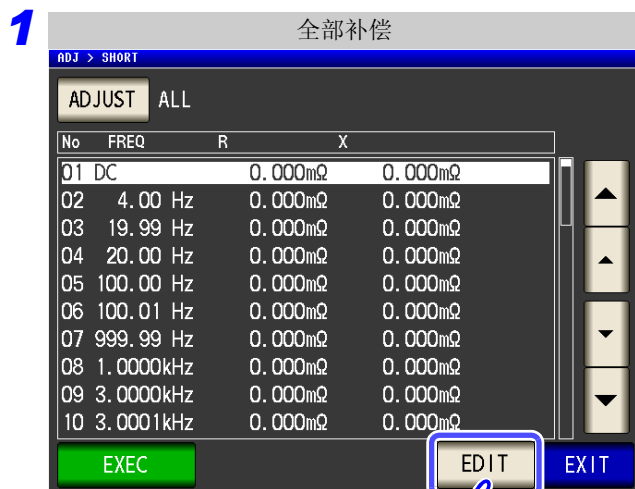 1
全部补偿
ADJ > SHORT
ADJUST ALL
No FREQ R X
01 DC 0.000mΩ 0.000mΩ
02 4.00 Hz 0.000mΩ 0.000mΩ
03 19.99 Hz 0.000mΩ 0.000mΩ
04 20.00 Hz 0.000mΩ 0.000mΩ
05 100.00 Hz 0.000mΩ 0.000mΩ
06 100.01 Hz 0.000mΩ 0.000mΩ
07 999.99 Hz 0.000mΩ 0.000mΩ
08 1.0000kHz 0.000mΩ 0.000mΩ
09 3.0000kHz 0.000mΩ 0.000mΩ
10 3.0001kHz 0.000mΩ 0.000mΩ
EXEC EDIT EXIT